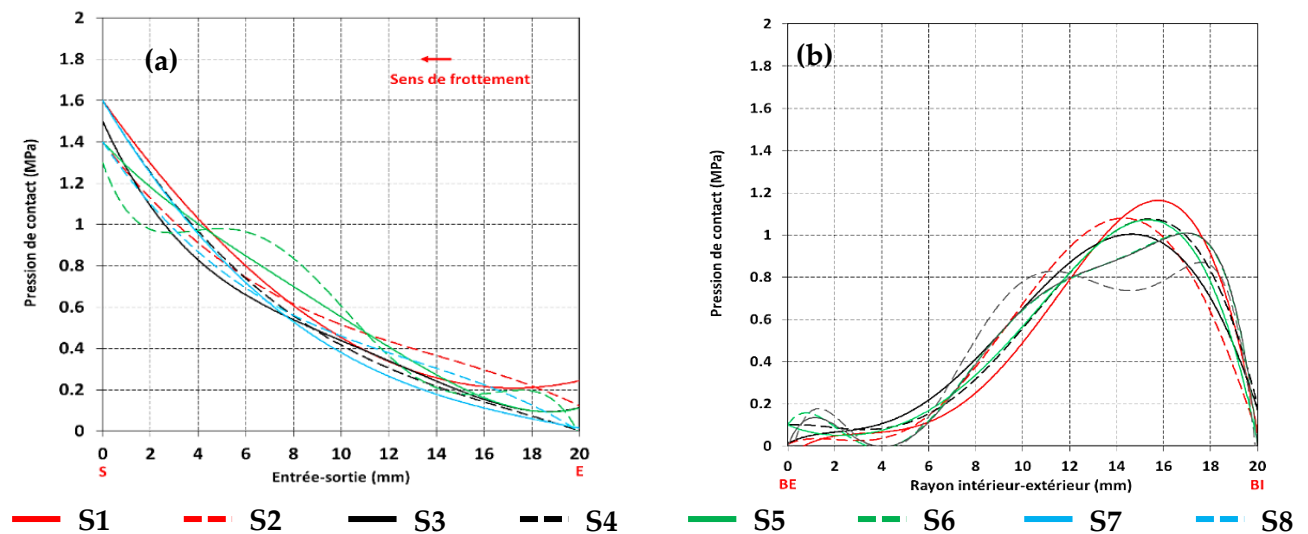 (a)
Sens de frottement
Pression de contact (MPa)
2
1.8
1.6
1.4
1.2
1
0.8
0.6
0.4
0.2
0
0 2 4 6 8 10 12 14 16 18 20
S E
Entrée-sortie (mm)
(b)
Pression de contact (MPa)
2
1.8
1.6
1.4
1.2
1
0.8
0.6
0.4
0.2
0
0 2 4 6 8 10 12 14 16 18 20
BE BI
Rayon intérieur-extérieur (mm)
S1 S2 S3 S4 S5 S6 S7 S8